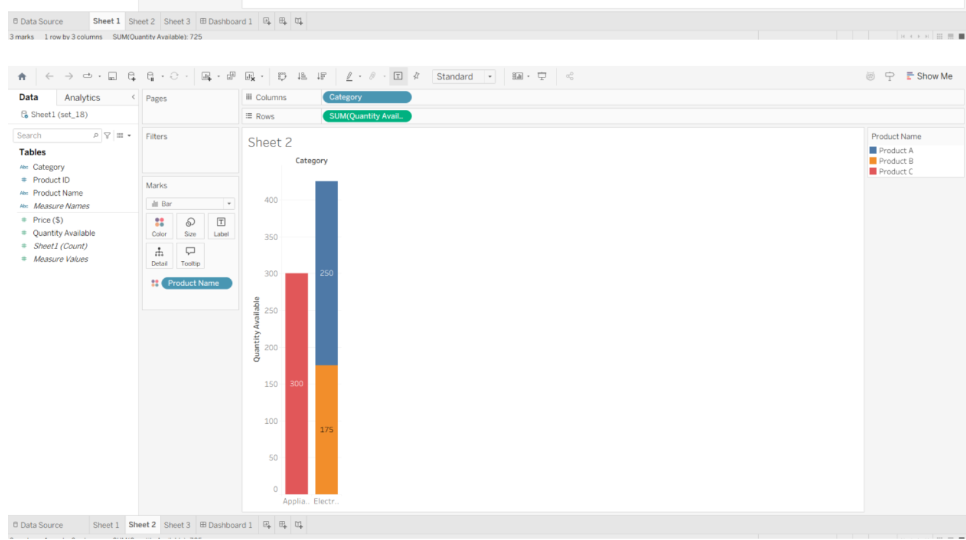 Data Source Sheet 1 Sheet 2 Sheet 3 Dashboard 1
3 marks 1 row by 3 columns SUM(Quantity Available): 725
Standard Show Me
Data Analytics
Sheet1 (set_18)
Search
Tables
Abc Category
Product ID
Abc Product Name
Abc Measure Names
Price ($)
Quantity Available
Sheet1 (Count)
Measure Values
Pages
Filters
Marks
Bar
Color Size Label
Detail Tooltip
Product Name
Columns Category
Rows SUM(Quantity Avail..
Sheet 2
Category
Quantity Available
400
350
300
250
200
150
100
50
0
250
300
175
Applia.. Electr..
Product Name
Product A
Product B
Product C
Data Source Sheet 1 Sheet 2 Sheet 3 Dashboard 1